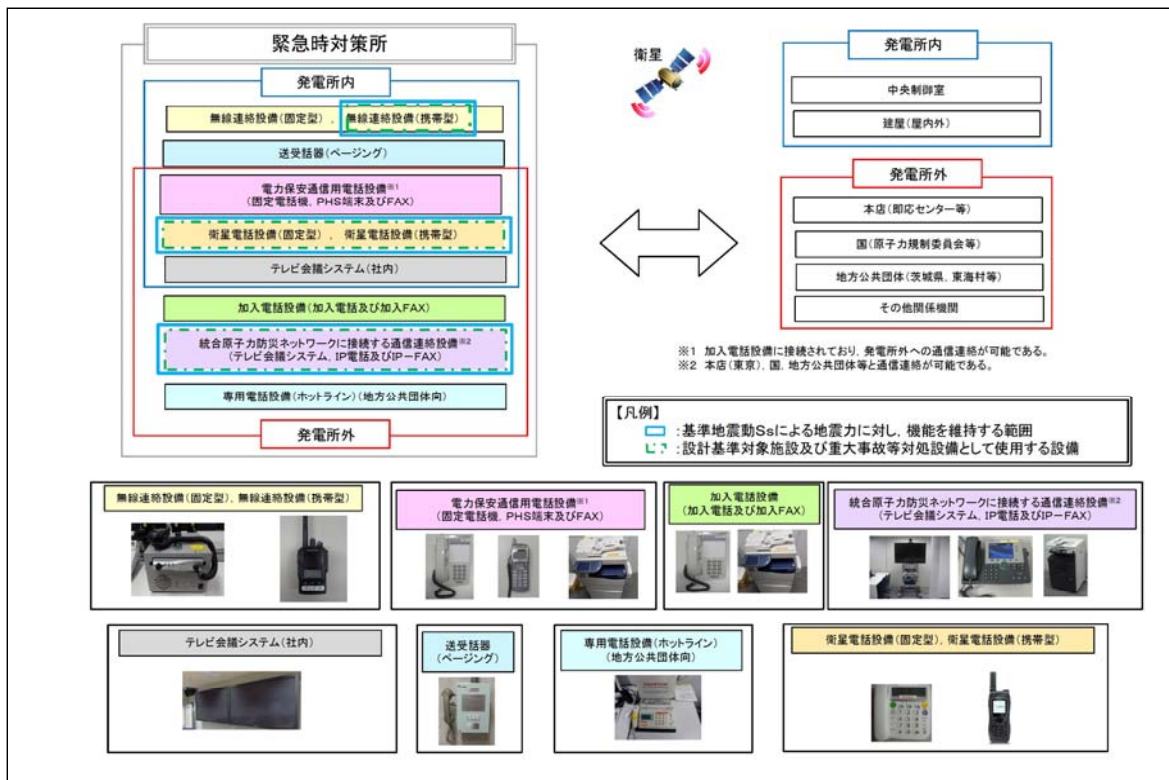 緊急時対策所
発電所内
無線連絡設備(固定型) , 無線連絡設備(携帯型)
送受話器(ページング)
電力保安通信用電話設備※1
(固定電話機, PHS端末及びFAX)
衛星電話設備(固定型) , 衛星電話設備(携帯型)
テレビ会議システム(社内)
加入電話設備(加入電話及び加入FAX)
統合原子力防災ネットワークに接続する通信連絡設備※2
(テレビ会議システム, IP電話及びIP-FAX)
専用電話設備(ホットライン)(地方公共団体向)
発電所外
衛星
発電所内
中央制御室
建屋(屋内外)
発電所外
本店(即応センター等)
国(原子力規制委員会等)
地方公共団体(茨城県, 東海村等)
その他関係機関
※1 加入電話設備に接続されており, 発電所外への通信連絡が可能である。
※2 本店(東京), 国, 地方公共団体等と通信連絡が可能である。
【凡例】
:基準地震動Ssによる地震力に対し, 機能を維持する範囲
:設計基準対象施設及び重大事故等対処設備として使用する設備
無線連絡設備(固定型), 無線連絡設備(携帯型)
電力保安通信用電話設備※1
(固定電話機, PHS端末及びFAX)
加入電話設備
(加入電話及び加入FAX)
統合原子力防災ネットワークに接続する通信連絡設備※2
(テレビ会議システム, IP電話及びIP-FAX)
テレビ会議システム(社内)
送受話器
(ページング)
専用電話設備(ホットライン)
(地方公共団体向)
衛星電話設備(固定型), 衛星電話設備(携帯型)